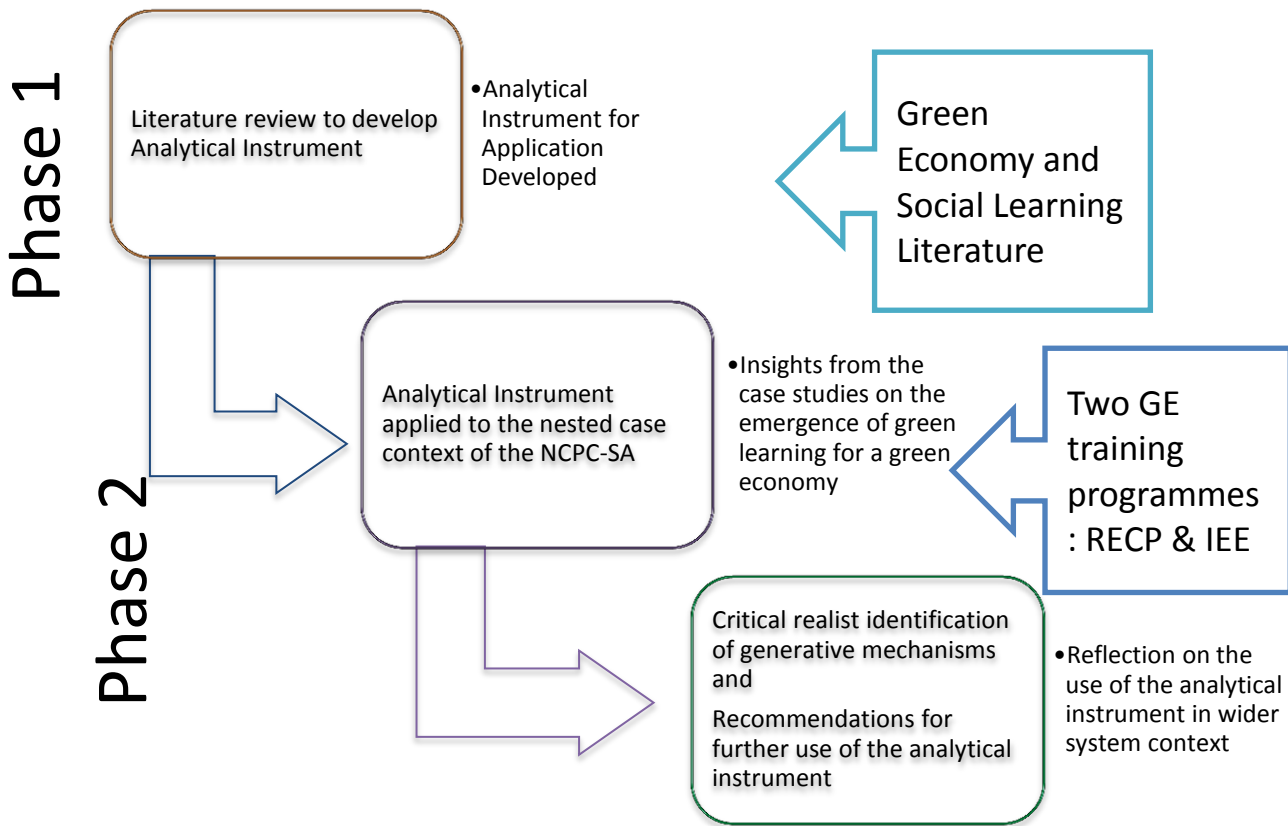 Phase 1
Literature review to develop
Analytical Instrument
•Analytical
Instrument for
Application
Developed
Green
Economy and
Social Learning
Literature
Phase 2
Analytical Instrument
applied to the nested case
context of the NCPC-SA
•Insights from the
case studies on the
emergence of green
learning for a green
economy
Two GE
training
programmes
: RECP & IEE
Critical realist identification
of generative mechanisms
and
Recommendations for
further use of the analytical
instrument
•Reflection on the
use of the analytical
instrument in wider
system context